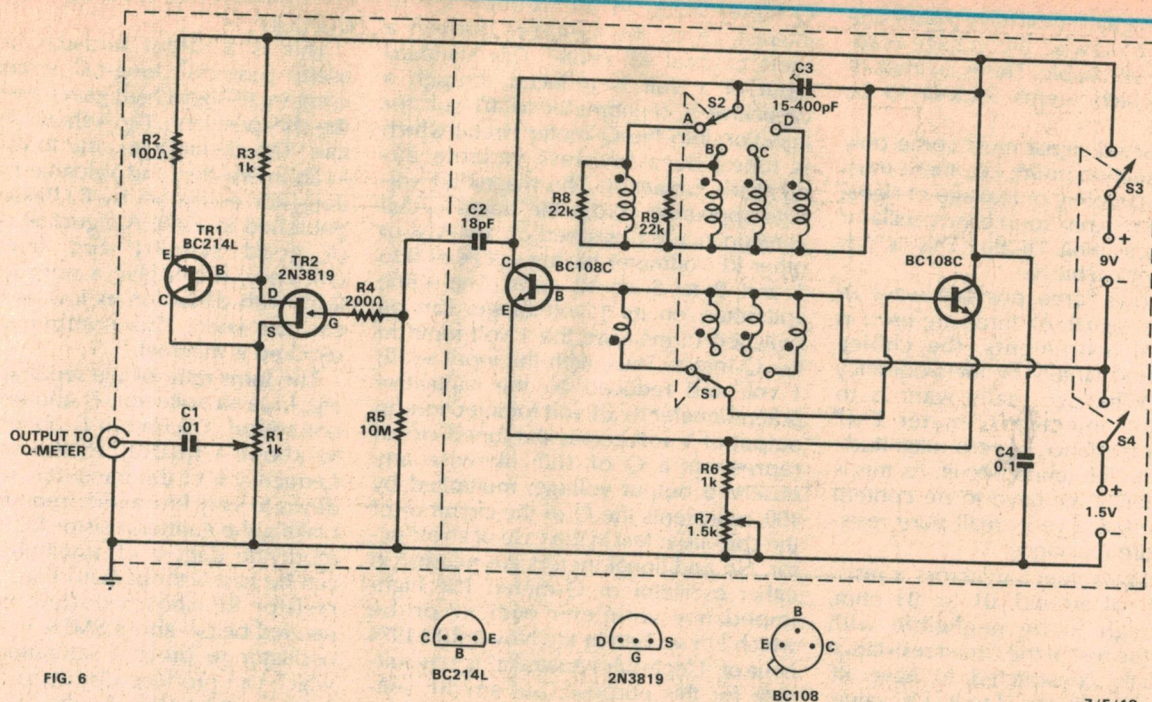 C3
15-400pF
S2
A
D
B
C
R2
100Ω
R3
1k
S3
R8
22k
R9
22k
C2
18pF
+
9V
-
TR1
BC214L
E
B
C
TR2
2N3819
D
S
G
R4
200Ω
C
B
E
BC108C
BC108C
S1
S4
R5
10M
OUTPUT TO
Q-METER
C1
.01
R1
1k
R6
1k
R7
1.5k
C4
0.1
+
1.5V
-
C
E
B
BC214L
D
S
G
2N3819
B
E
C
BC108
FIG. 6